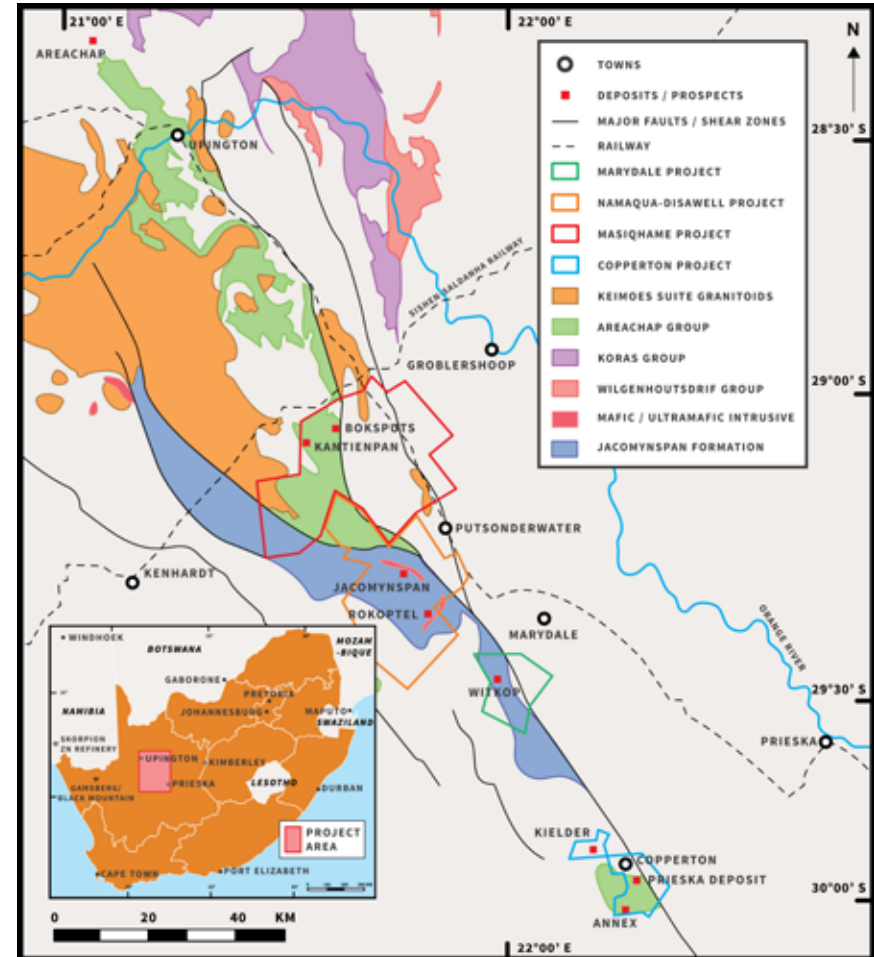 21°00' E
22°00' E
N
AREACHAP
TOWNS
DEPOSITS / PROSPECTS
MAJOR FAULTS / SHEAR ZONES
RAILWAY
MARYDALE PROJECT
NAMAQUA-DISAWELL PROJECT
MASIQHAME PROJECT
COPPERTON PROJECT
KEIMOES SUITE GRANITOIDS
AREACHAP GROUP
KORAS GROUP
WILGENHOUTSDRIF GROUP
MAFIC / ULTRAMAFIC INTRUSIVE
JACOMYNSPAN FORMATION
28°30' S
UPINGTON
SISHEN SALDANHA RAILWAY
GROBLERSHOOP
29°00' S
BOKSPUTS
KANTIENPAN
PUTSONDERWATER
KENHARDT
JACOMYNSPAN
ROKOPTEL
MARYDALE
ORANGE RIVER
WITKOP
29°30' S
PRIESKA
WINDHOEK
BOTSWANA
MOZAM
-BIQUE
GABORONE
PRETORIA
NAMIBIA
JOHANNESBURG
MAPUTO
SWAZILAND
SKORPION
ZN REFINERY
UPINGTON
KIMBERLEY
GAMSBERG/
BLACK MOUNTAIN
PRIESKA
LESOTHO
DURBAN
PROJECT
AREA
CAPE TOWN
PORT ELIZABETH
KIELDER
COPPERTON
PRIESKA DEPOSIT
ANNEX
30°00' S
0 20 40 KM
22°00' E